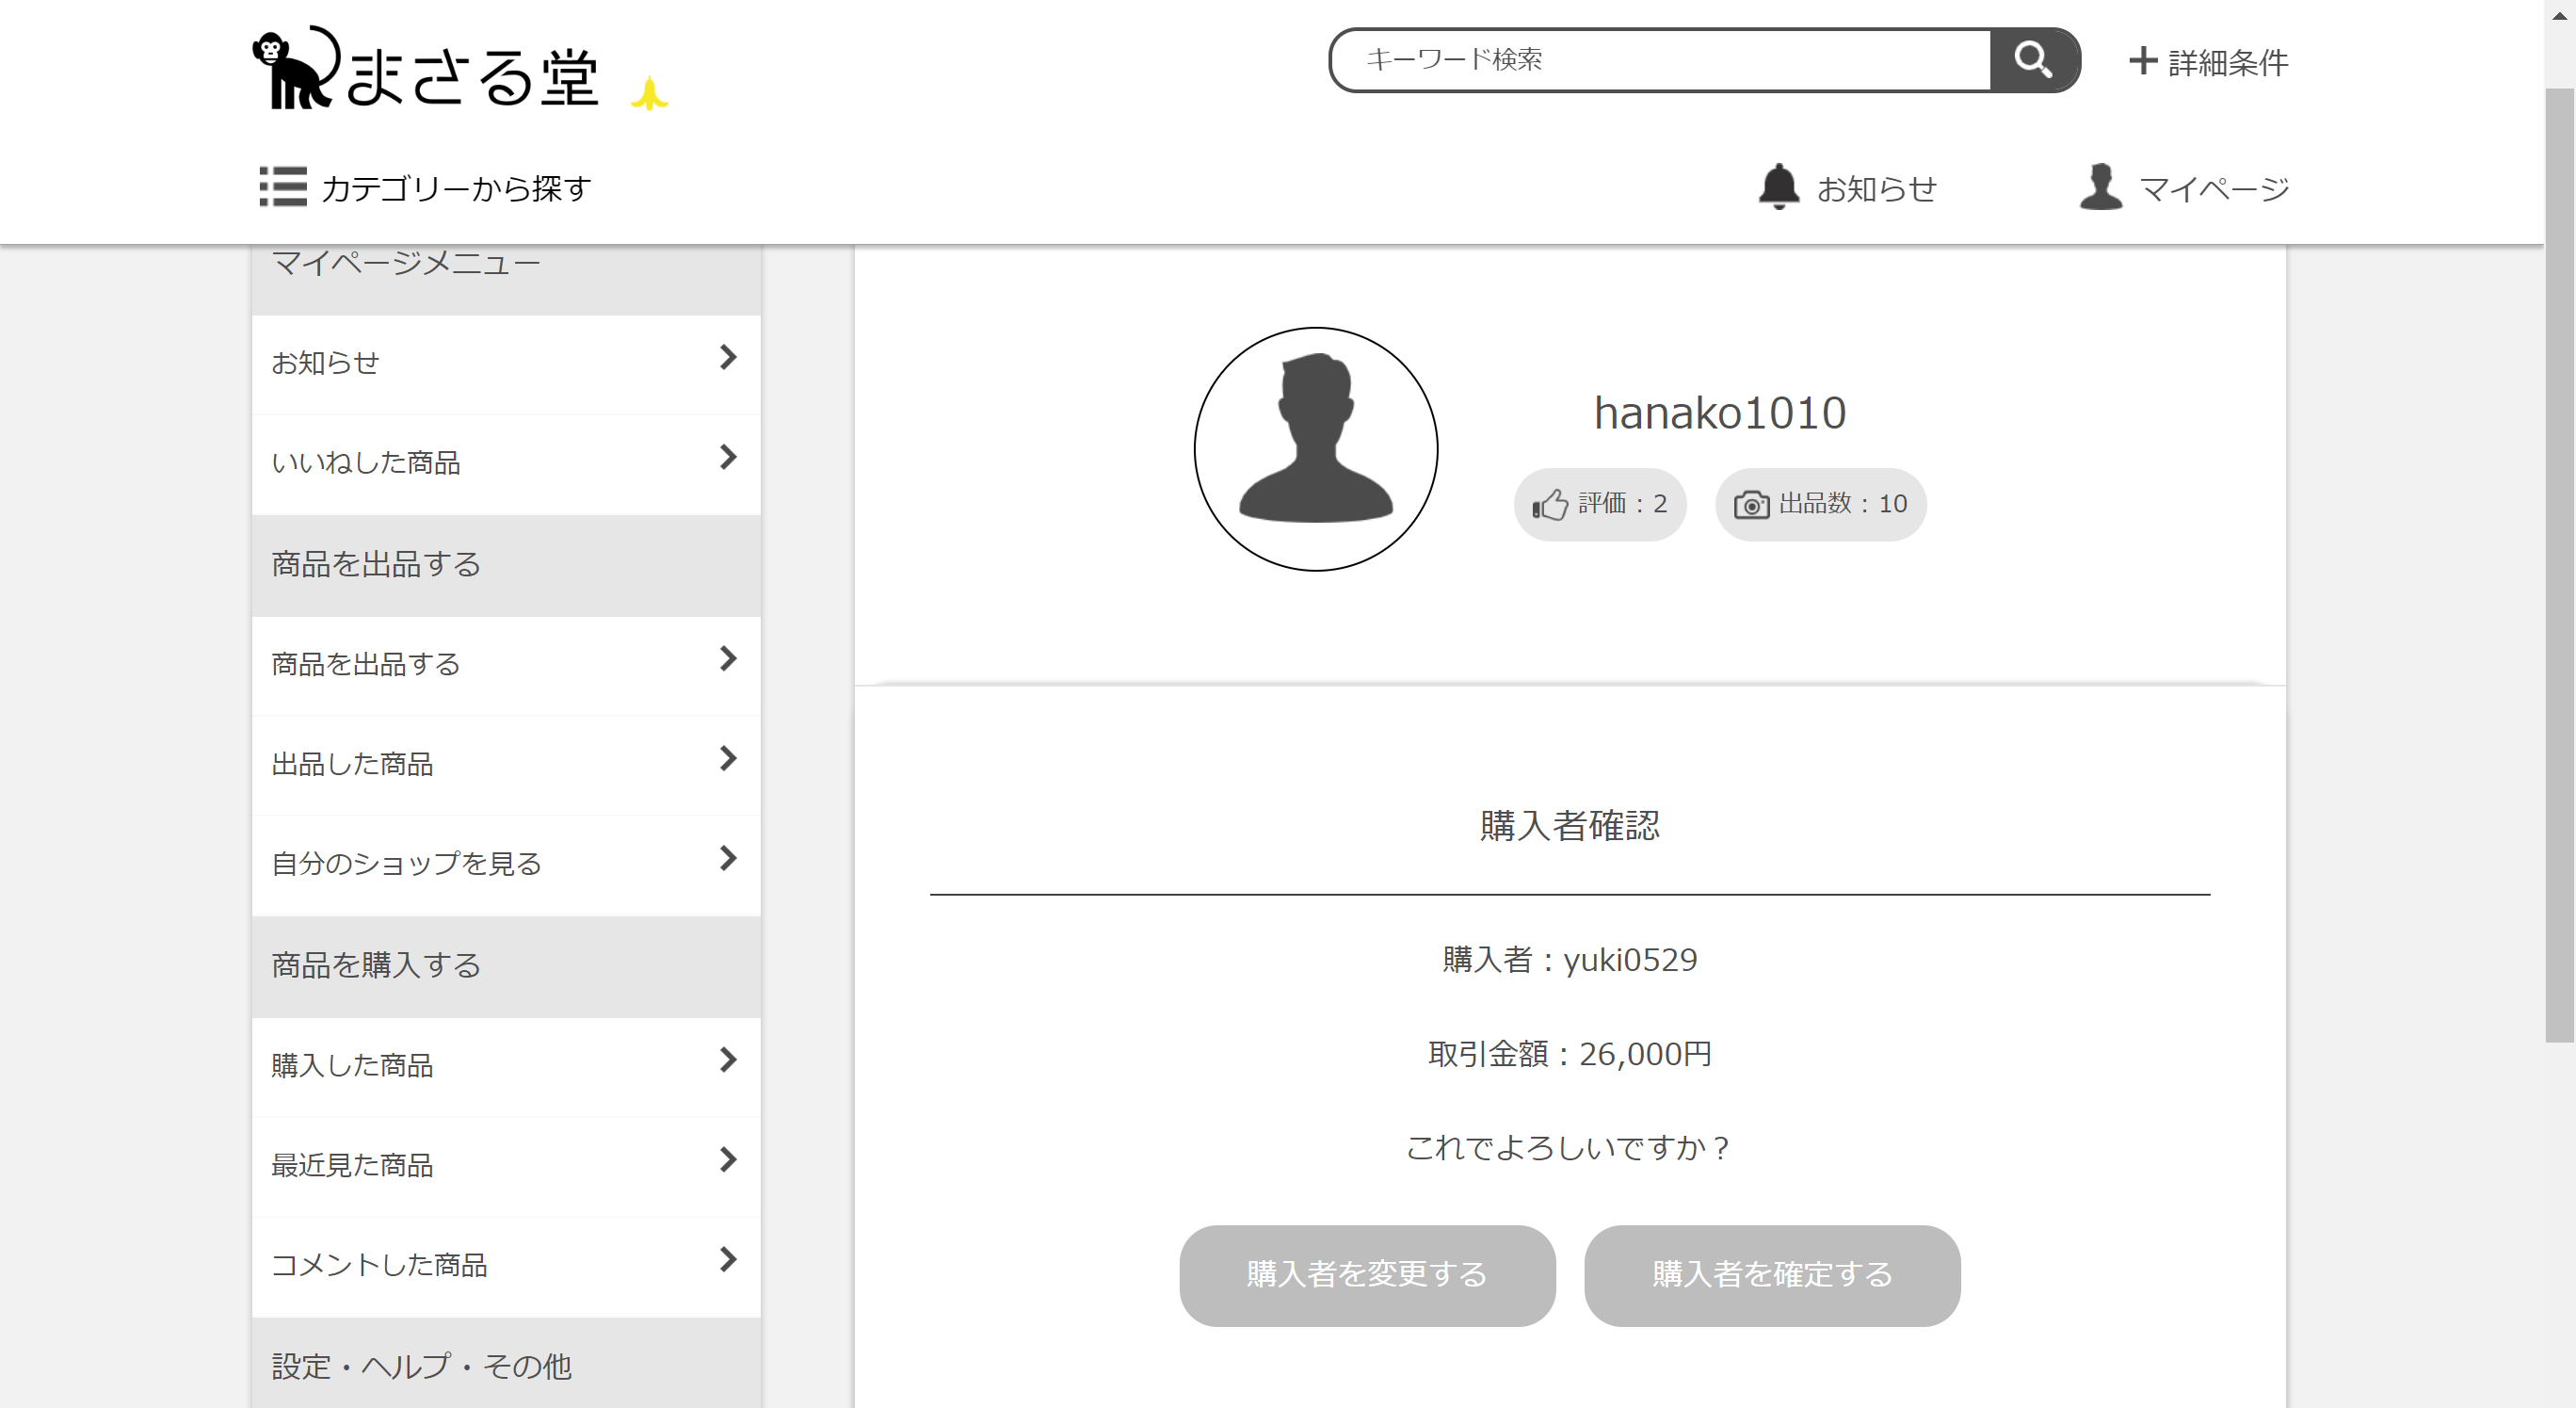 まさる堂
キーワード検索
詳細条件
カテゴリーから探す
お知らせ
マイページ
マイページメニュー
お知らせ
いいねした商品
商品を出品する
商品を出品する
出品した商品
自分のショップを見る
商品を購入する
購入した商品
最近見た商品
コメントした商品
設定・ヘルプ・その他
hanako1010
評価：2
出品数：10
購入者確認
購入者：yuki0529
取引金額：26,000円
これでよろしいですか？
購入者を変更する
購入者を確定する